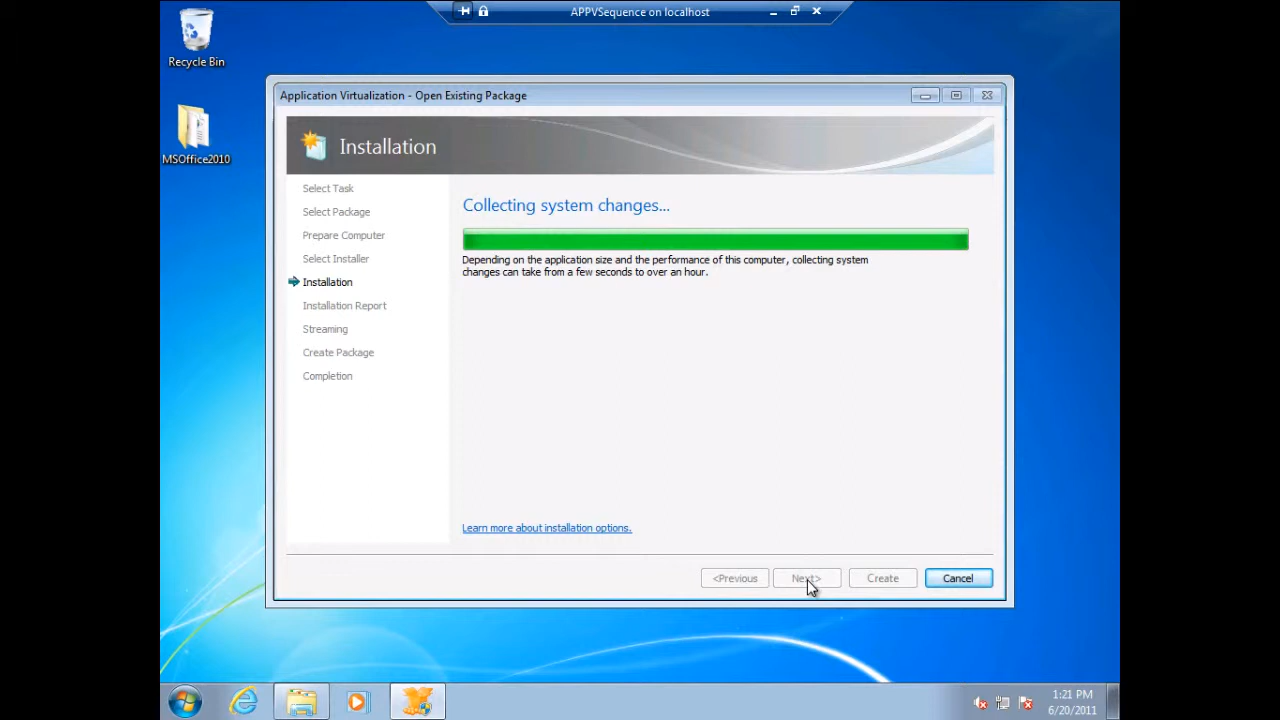 APPVSequence on localhost
Recycle Bin
MSOffice2010
Application Virtualization - Open Existing Package
Installation
Select Task
Select Package
Prepare Computer
Select Installer
Installation
Installation Report
Streaming
Create Package
Completion
Collecting system changes...
Depending on the application size and the performance of this computer, collecting system
changes can take from a few seconds to over an hour.
Learn more about installation options.
<Previous
Next>
Create
Cancel
1:21 PM
6/20/2011